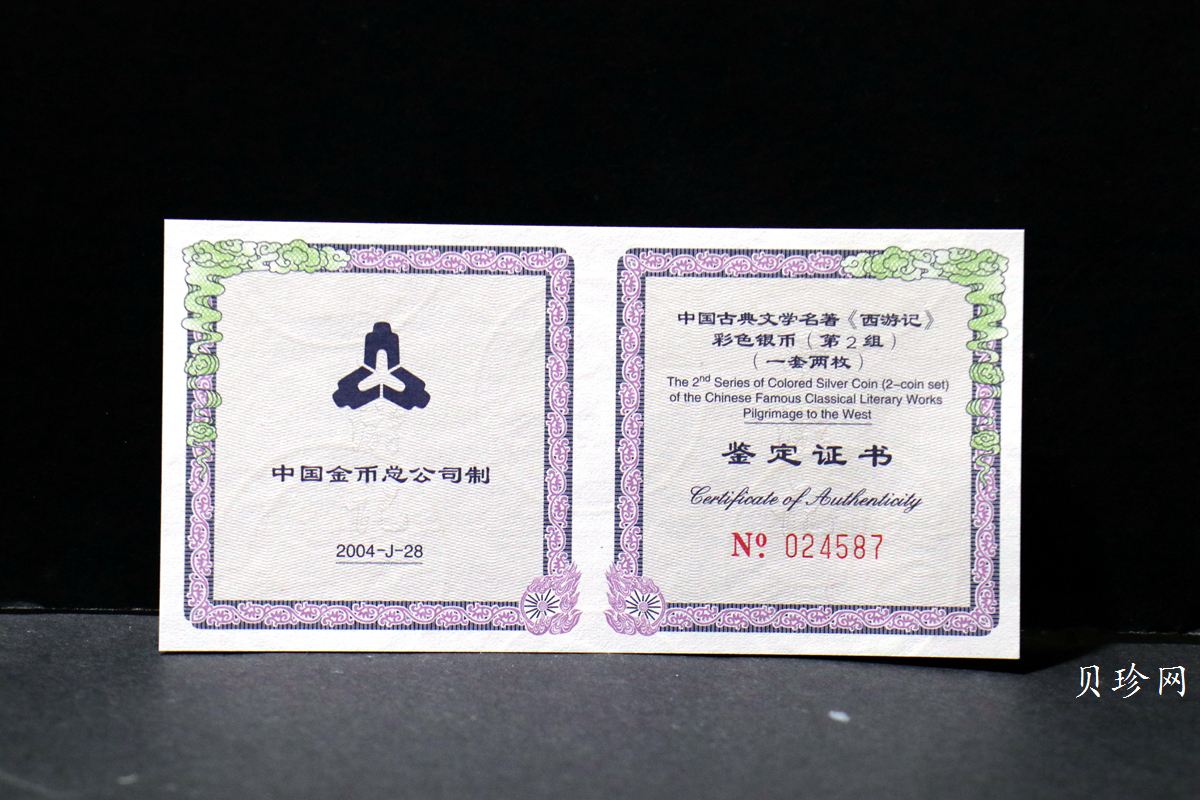 中国金币总公司制
2004-J-28
中国古典文学名著《西游记》
彩色银币（第2组）
（一套两枚）
The 2nd Series of Colored Silver Coin (2-coin set)
of the Chinese Famous Classical Literary Works
Pilgrimage to the West
鉴定证书
Certificate of Authenticity
Nº 024587
贝珍网